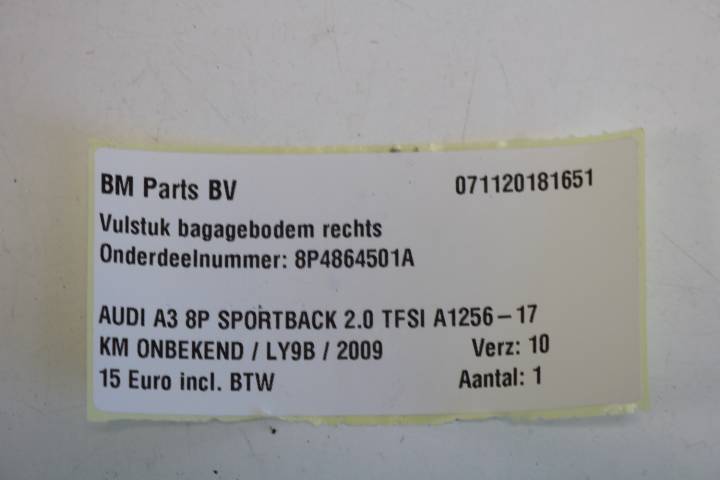 BM Parts BV 071120181651
Vulstuk bagagebodem rechts
Onderdeelnummer: 8P4864501A
AUDI A3 8P SPORTBACK 2.0 TFSI A1256-17
KM ONBEKEND / LY9B / 2009 Verz: 10
15 Euro incl. BTW Aantal: 1